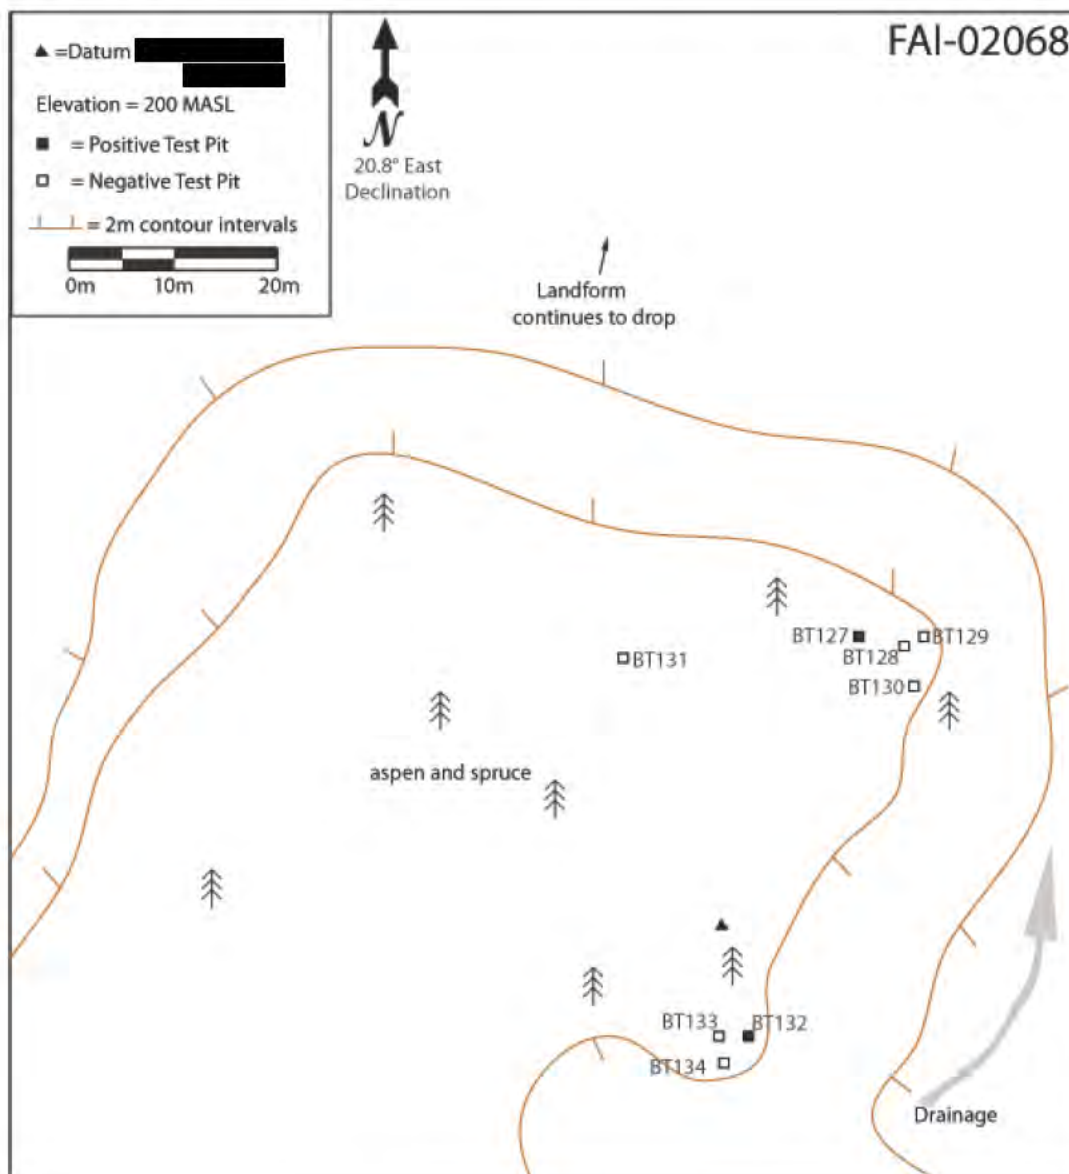 FAI-02068
▲ =Datum
Elevation = 200 MASL
■ = Positive Test Pit
□ = Negative Test Pit
= 2m contour intervals
0m 10m 20m
N
20.8° East
Declination
Landform
continues to drop
BT127
BT129
BT128
BT131
BT130
aspen and spruce
BT133
BT132
BT134
Drainage